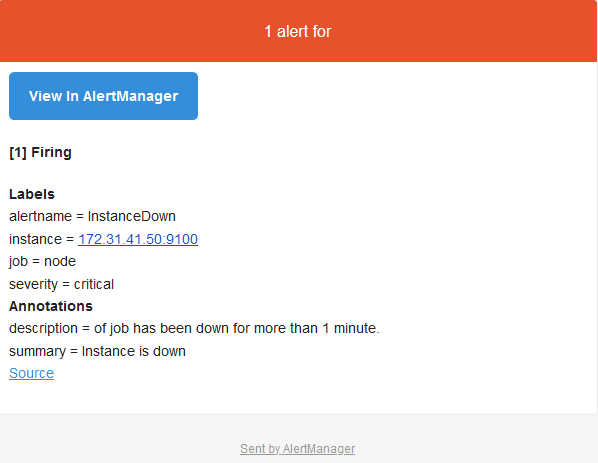 1 alert for
View In AlertManager
[1] Firing
Labels
alertname = InstanceDown
instance = 172.31.41.50:9100
job = node
severity = critical
Annotations
description = of job has been down for more than 1 minute.
summary = Instance is down
Source
Sent by AlertManager